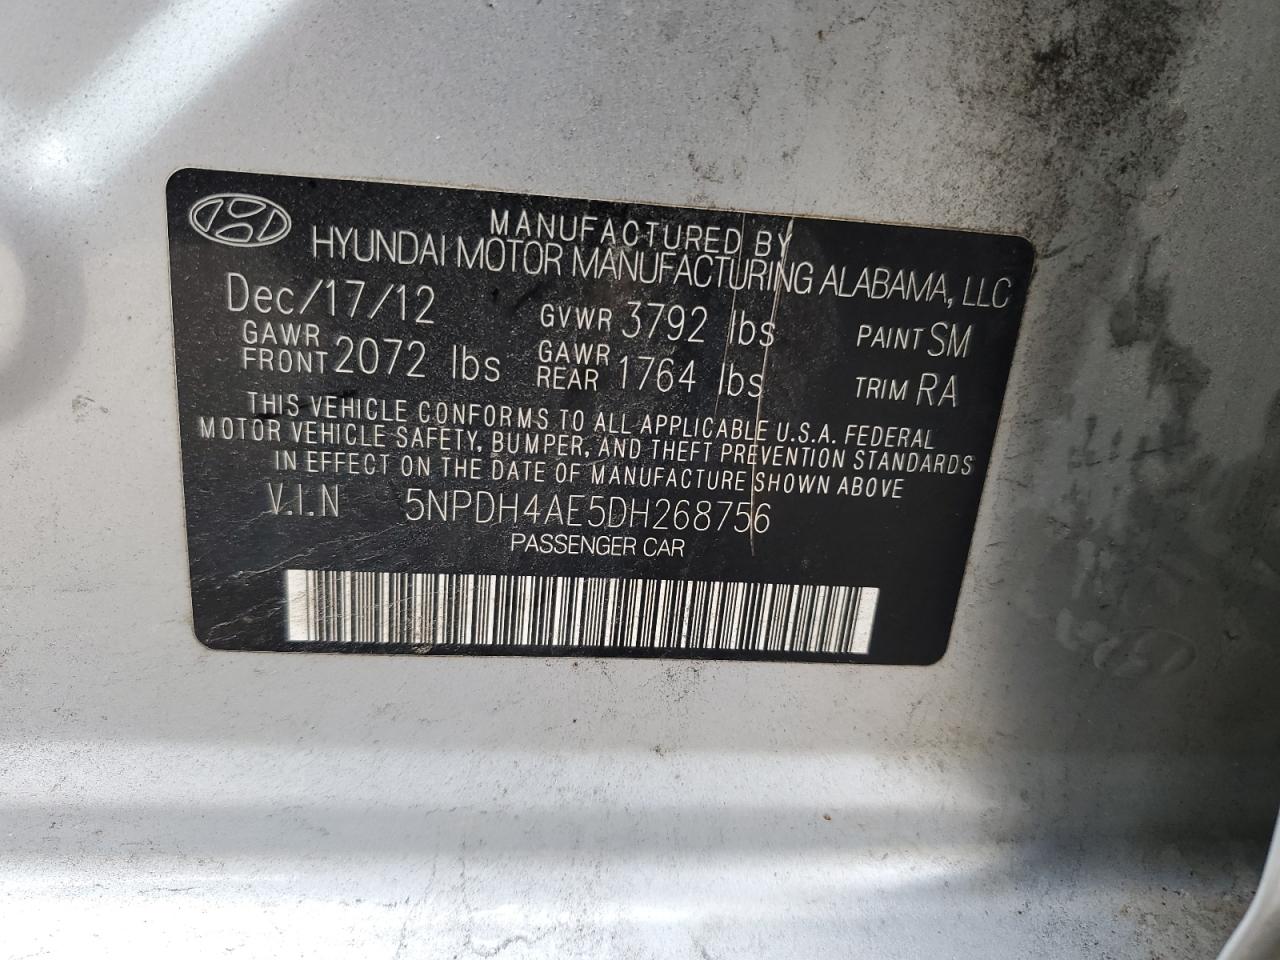 MANUFACTURED BY
HYUNDAI MOTOR MANUFACTURING ALABAMA, LLC
Dec/17/12 GVWR 3792 lbs PAINT SM
GAWR FRONT 2072 lbs GAWR REAR 1764 lbs TRIM RA
THIS VEHICLE CONFORMS TO ALL APPLICABLE U.S.A. FEDERAL
MOTOR VEHICLE SAFETY, BUMPER, AND THEFT PREVENTION STANDARDS
IN EFFECT ON THE DATE OF MANUFACTURE SHOWN ABOVE
V.I.N 5NPDH4AE5DH268756
PASSENGER CAR